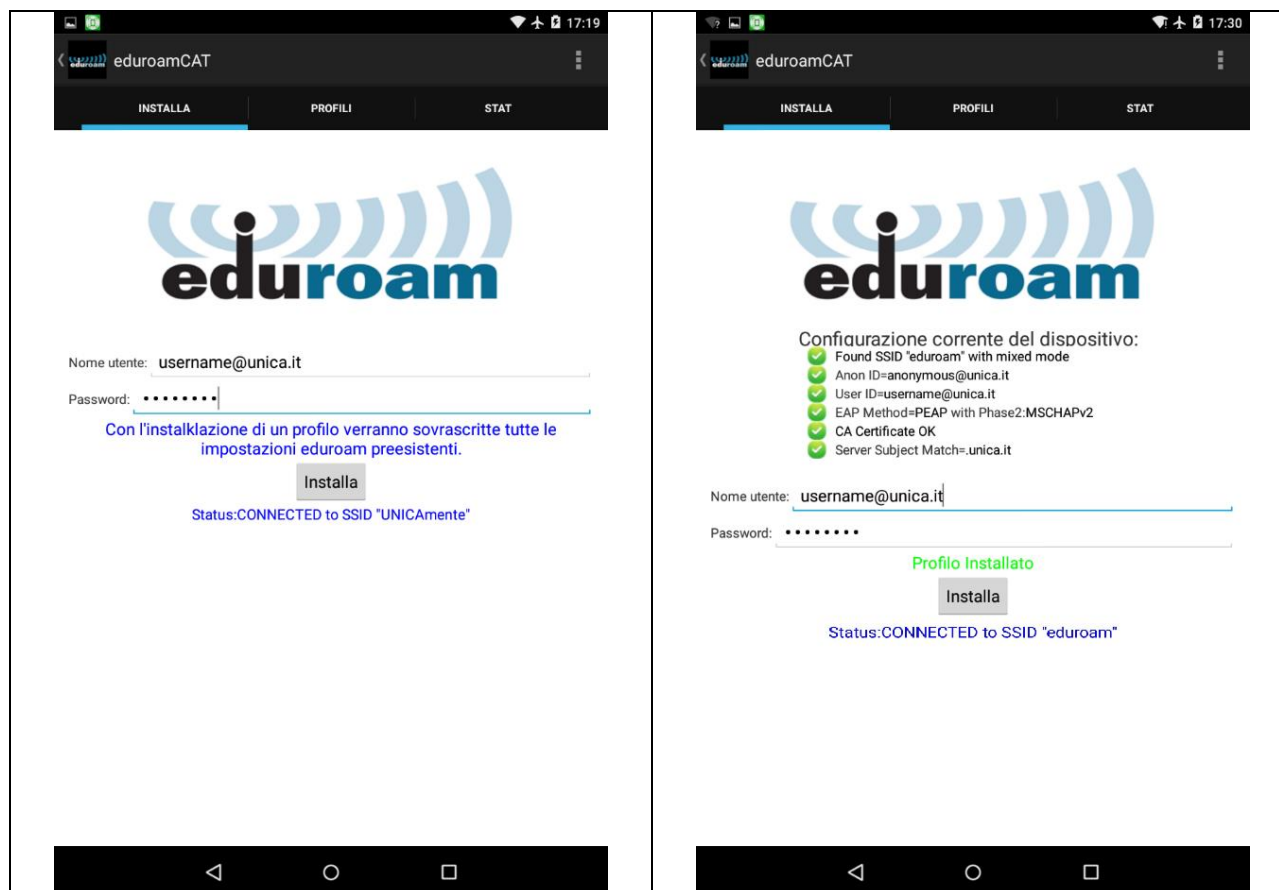 17:19
eduroam
eduroamCAT
INSTALLA PROFILI STAT
eduroam
Nome utente: username@unica.it
Password: ••••••••
Con l'instalklazione di un profilo verranno sovrascritte tutte le
impostazioni eduroam preesistenti.
Installa
Status:CONNECTED to SSID "UNICAmente"
17:30
eduroam
eduroamCAT
INSTALLA PROFILI STAT
eduroam
Configurazione corrente del dispositivo:
Found SSID "eduroam" with mixed mode
Anon ID=anonymous@unica.it
User ID=username@unica.it
EAP Method=PEAP with Phase2:MSCHAPv2
CA Certificate OK
Server Subject Match=.unica.it
Nome utente: username@unica.it
Password: ••••••••
Profilo Installato
Installa
Status:CONNECTED to SSID "eduroam"